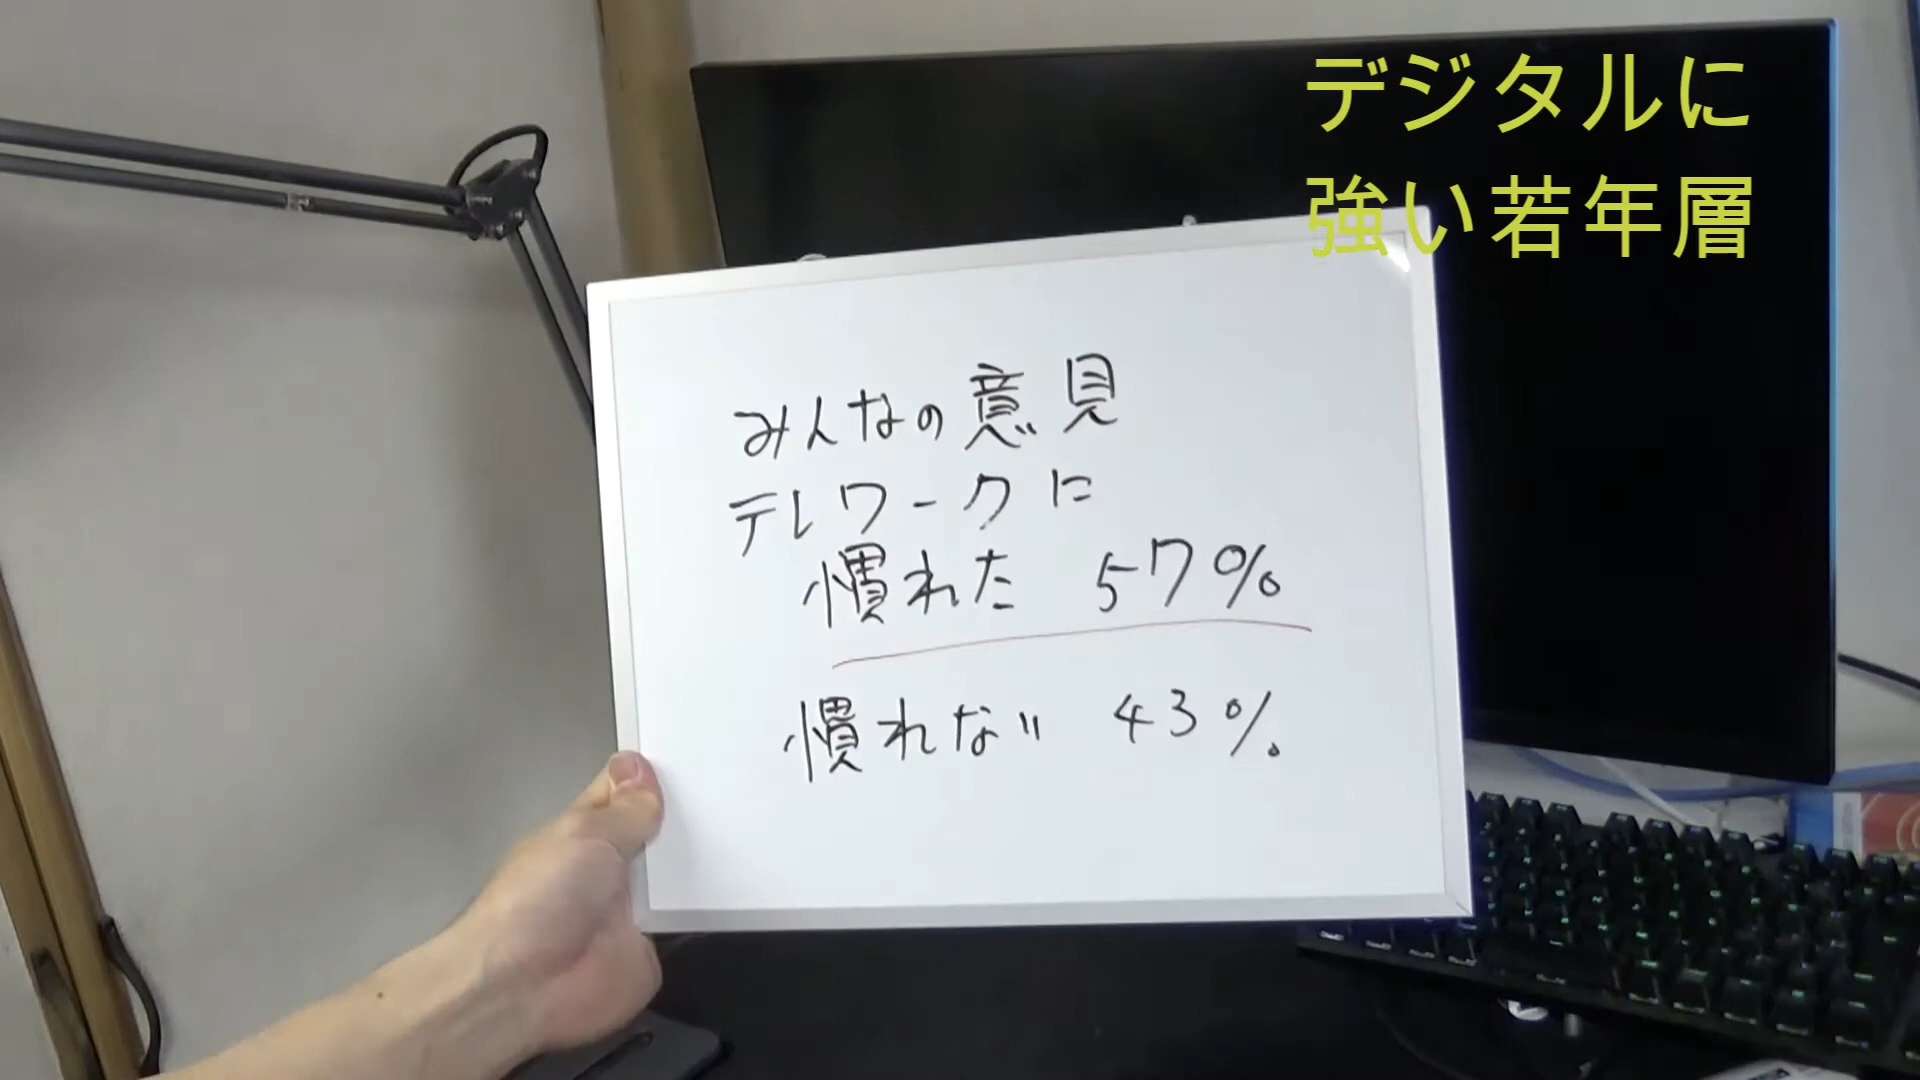 デジタルに
強い若年層
みんなの意見
テレワークに
慣れた 57%
慣れない 43%